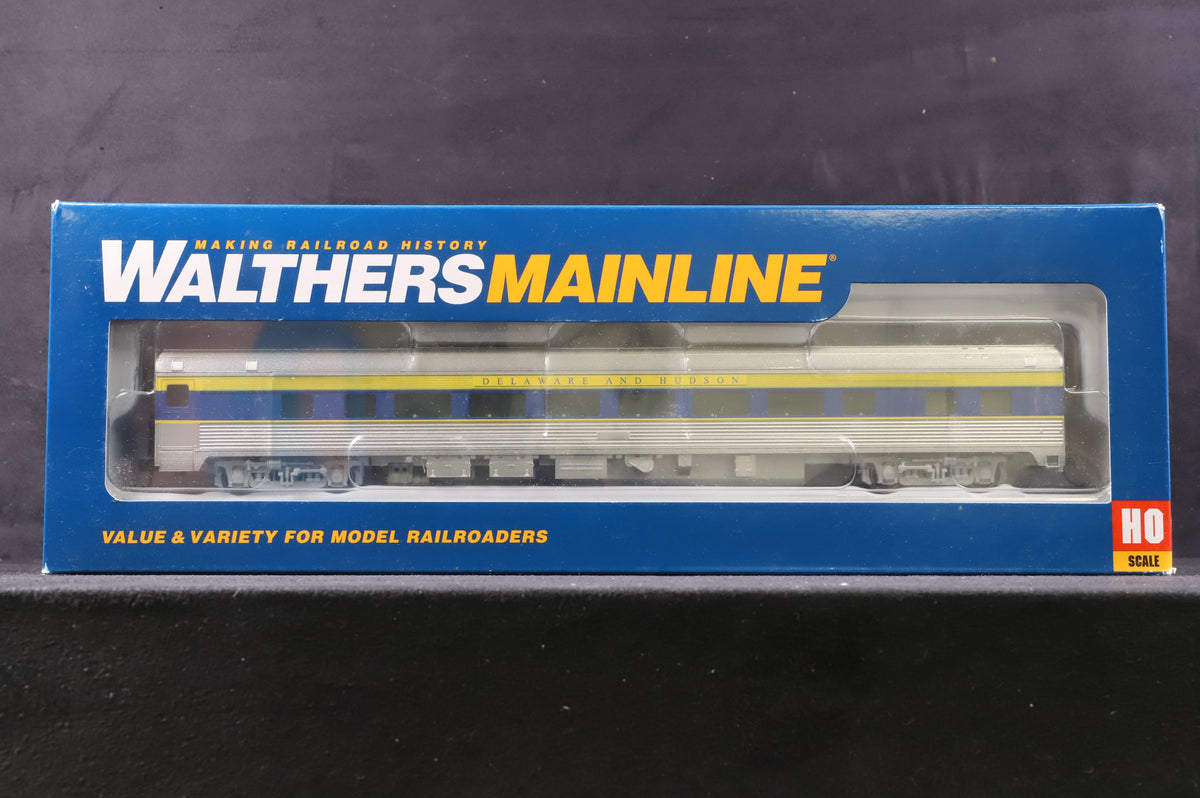 MAKING RAILROAD HISTORY
WALTHERSMAINLINE®
DELAWARE AND HUDSON
VALUE & VARIETY FOR MODEL RAILROADERS
HO
SCALE